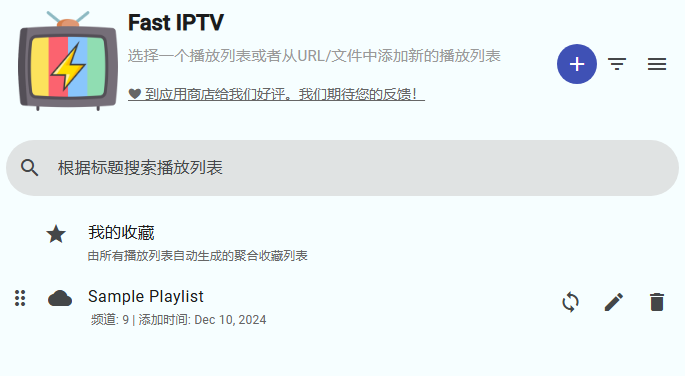 Fast IPTV
选择一个播放列表或者从URL/文件中添加新的播放列表
到应用商店给我们好评。我们期待您的反馈！
根据标题搜索播放列表
我的收藏
由所有播放列表自动生成的聚合收藏列表
Sample Playlist
频道: 9 | 添加时间: Dec 10, 2024